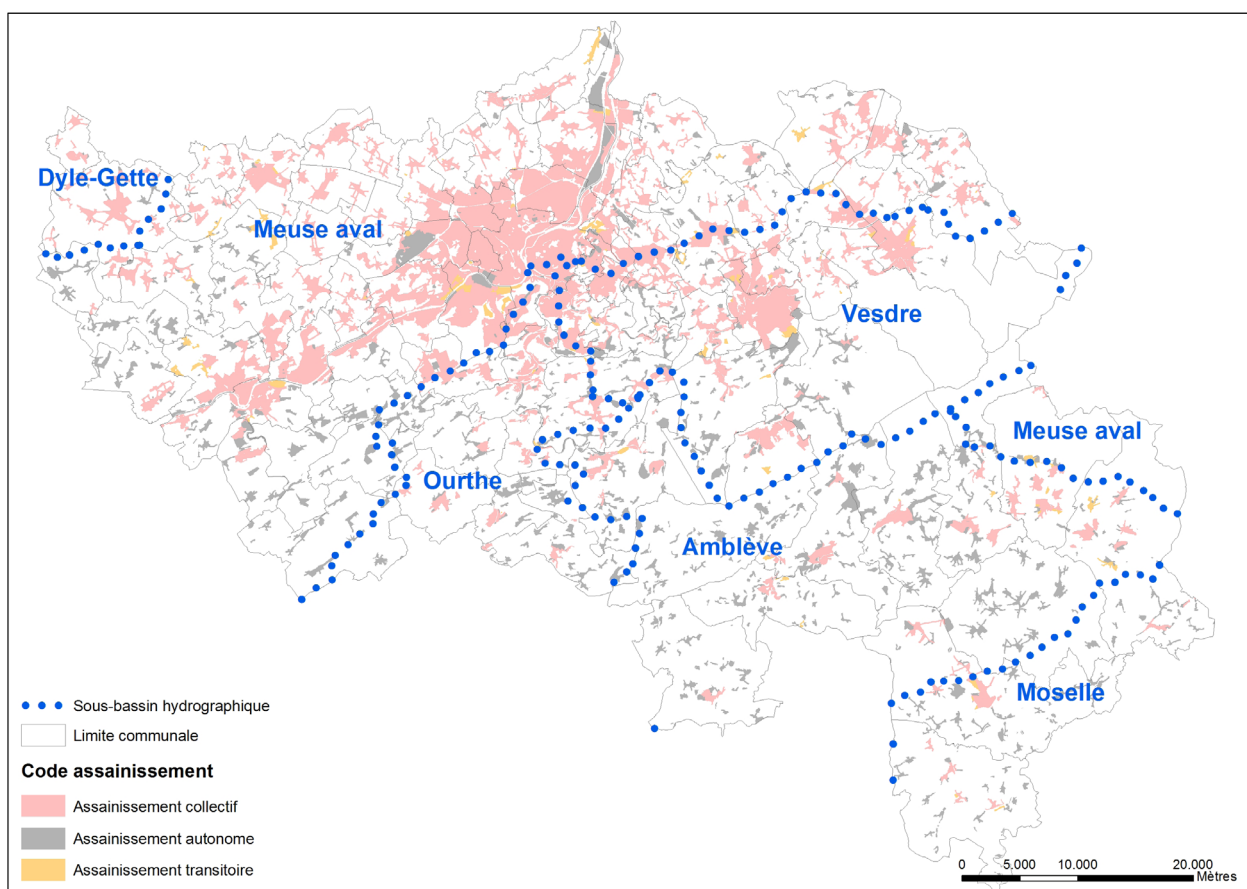 Dyle-Gette
Meuse aval
Vesdre
Meuse aval
Ourthe
Amblève
Moselle
Sous-bassin hydrographique
Limite communale
Code assainissement
Assainissement collectif
Assainissement autonome
Assainissement transitoire
0 5.000 10.000 20.000
Mètres